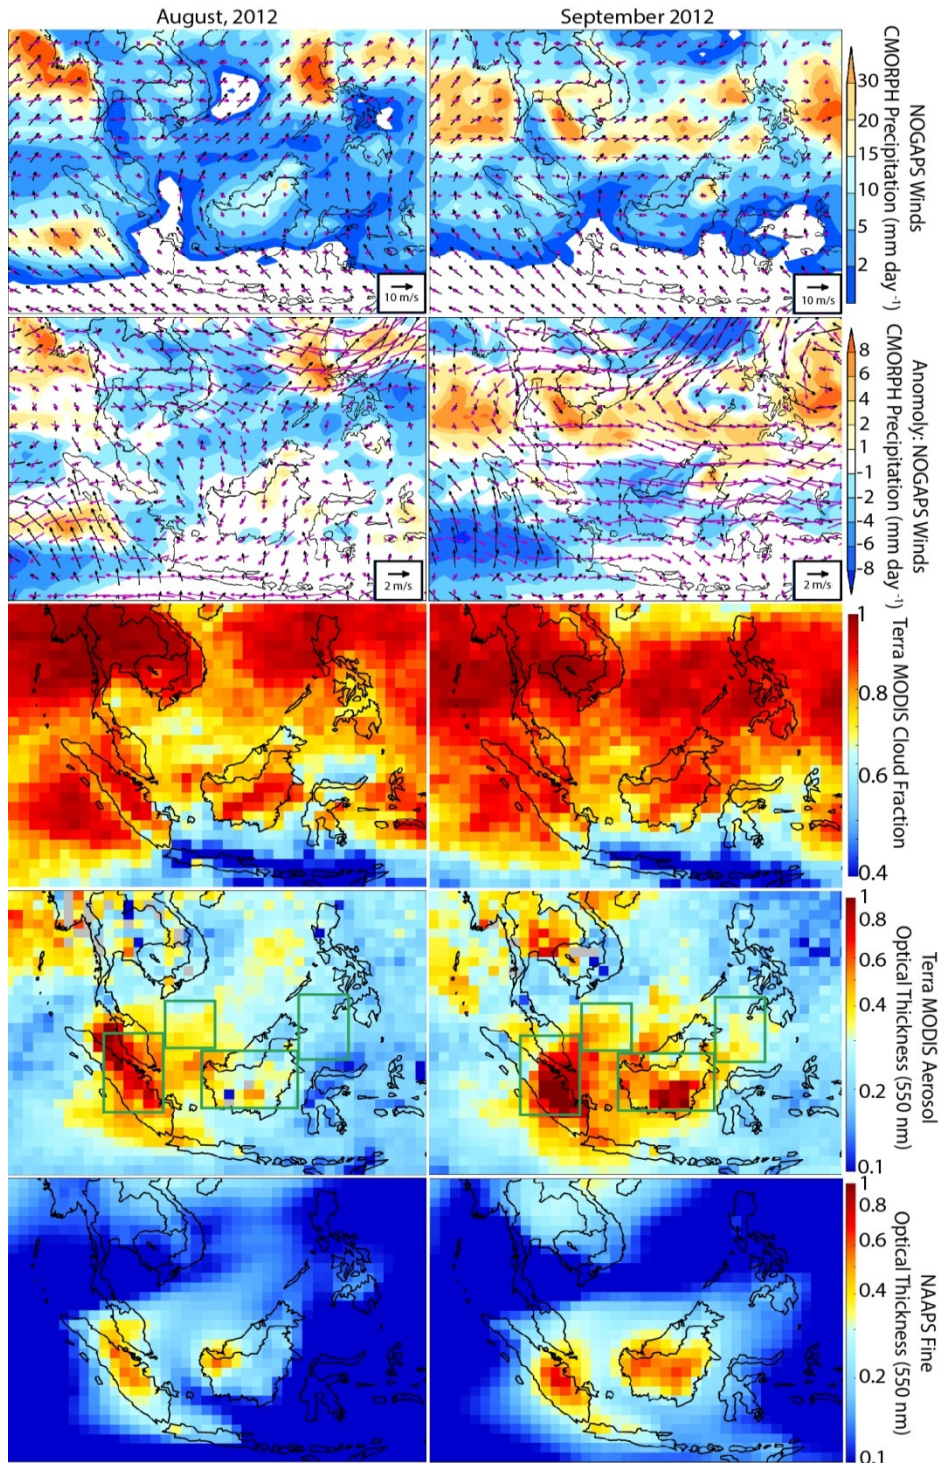 August, 2012
September 2012
10 m/s
10 m/s
30
20
15
10
5
2
NOGAPS Winds
CMORPH Precipitation (mm day -1)
2 m/s
2 m/s
8
6
4
2
1
-1
-2
-4
-6
-8
Anomoly: NOGAPS Winds
CMORPH Precipitation (mm day -1)
1
0.8
0.6
0.4
Terra MODIS Cloud Fraction
1
0.8
0.6
0.4
0.2
0.1
Terra MODIS Aerosol
Optical Thickness (550 nm)
1
0.8
0.6
0.4
0.2
0.1
NAAPS Fine
Optical Thickness (550 nm)